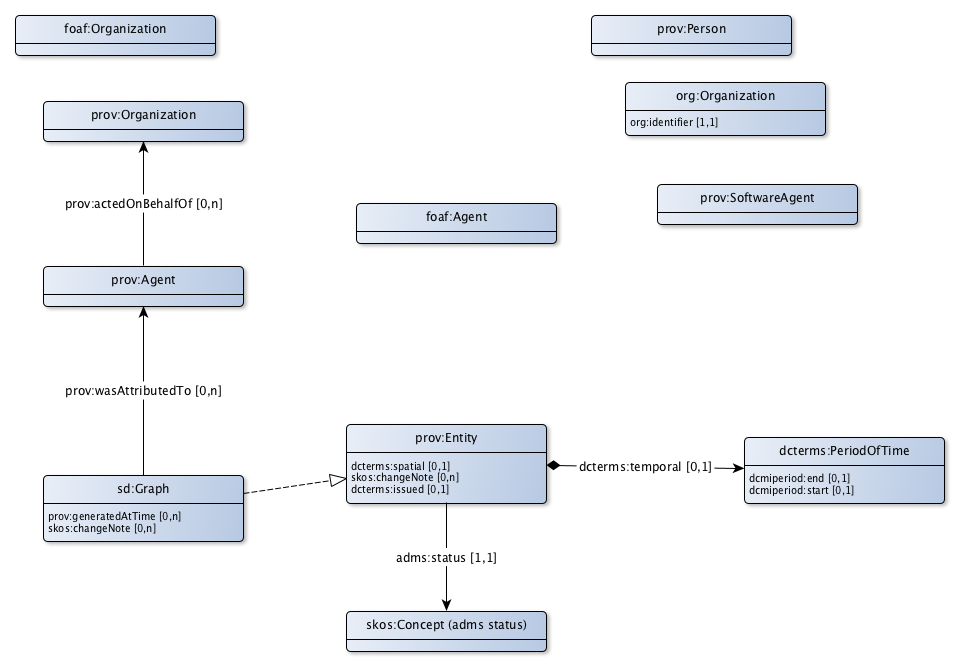 foaf:Organization
prov:Person
org:Organization
org:identifier [1,1]
prov:Organization
prov:actedOnBehalfOf [0,n]
foaf:Agent
prov:SoftwareAgent
prov:Agent
prov:wasAttributedTo [0,n]
prov:Entity
dcterms:spatial [0,1]
skos:changeNote [0,n]
dcterms:issued [0,1]
dcterms:temporal [0,1]
dcterms:PeriodOfTime
dcmiperiod:end [0,1]
dcmiperiod:start [0,1]
sd:Graph
prov:generatedAtTime [0,n]
skos:changeNote [0,n]
adms:status [1,1]
skos:Concept (adms status)